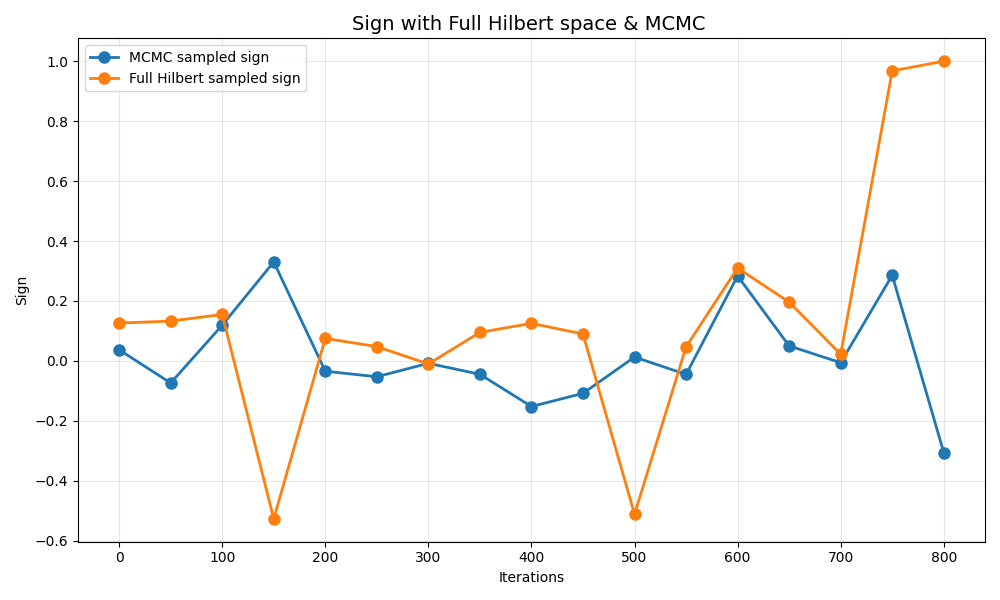 Sign with Full Hilbert space & MCMC
MCMC sampled sign
Full Hilbert sampled sign
1.0
0.8
0.6
0.4
0.2
0.0
−0.2
−0.4
−0.6
Sign
0 100 200 300 400 500 600 700 800
Iterations